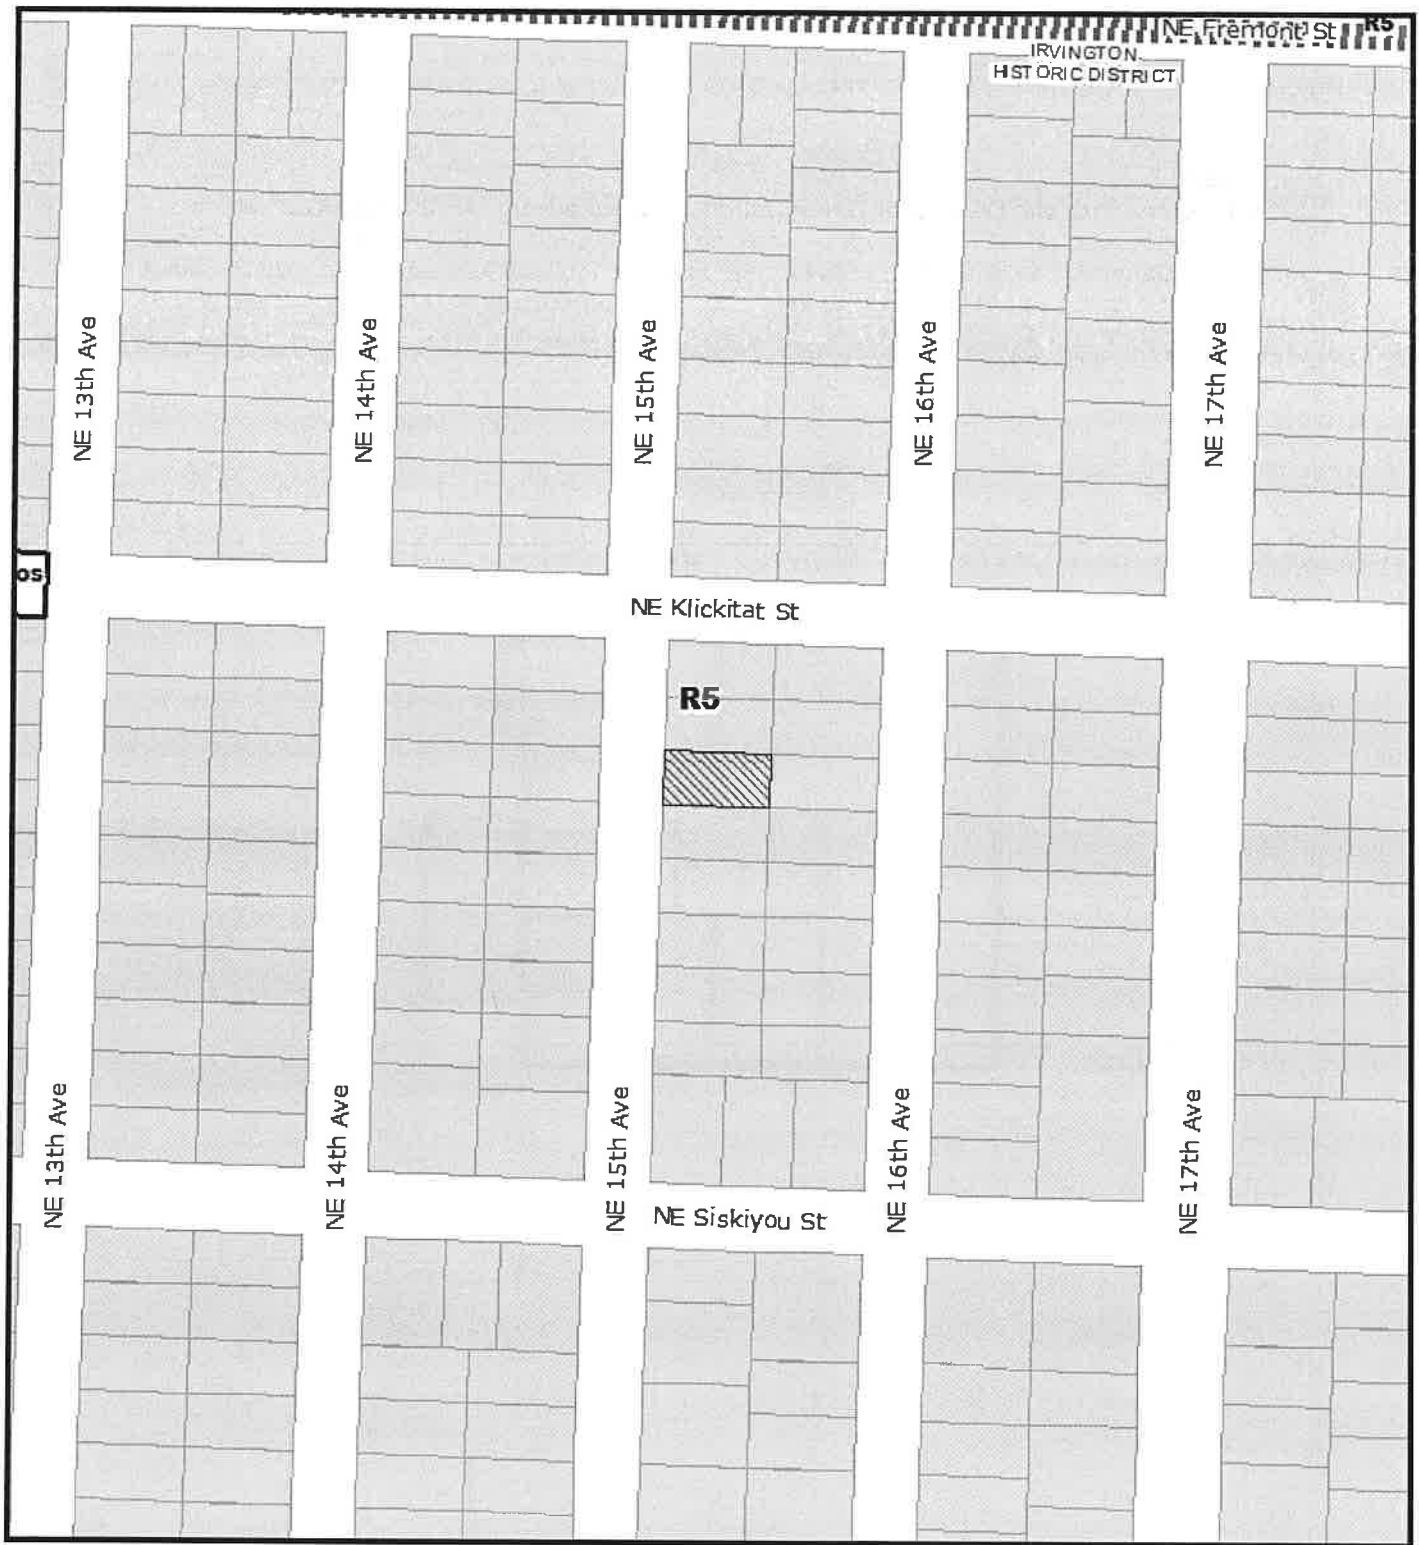 NE Fremont St R5
IRVINGTON
HISTORIC DISTRICT
NE 13th Ave
NE 14th Ave
NE 15th Ave
NE 16th Ave
NE 17th Ave
os
NE Klickitat St
R5
NE 13th Ave
NE 14th Ave
NE 15th Ave
NE 16th Ave
NE 17th Ave
NE Siskiyou St